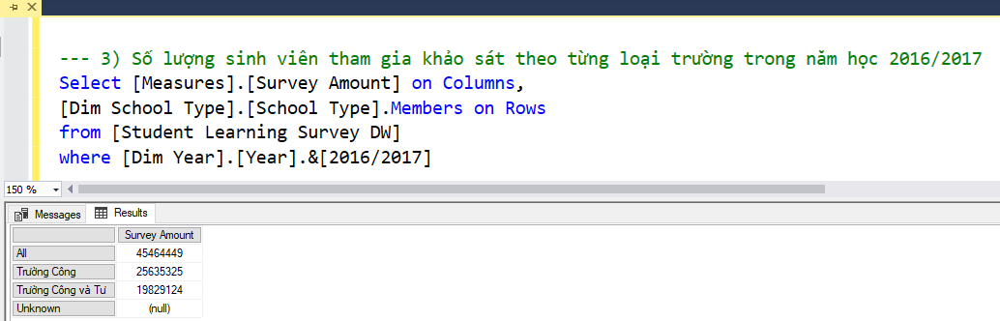 --- 3) Số lượng sinh viên tham gia khảo sát theo từng loại trường trong năm học 2016/2017
Select [Measures].[Survey Amount] on Columns,
[Dim School Type].[School Type].Members on Rows
from [Student Learning Survey DW]
where [Dim Year].[Year].&[2016/2017]
150 %
Messages Results
Survey Amount
All 45464449
Trường Công 25635325
Trường Công và Tư 19829124
Unknown (null)